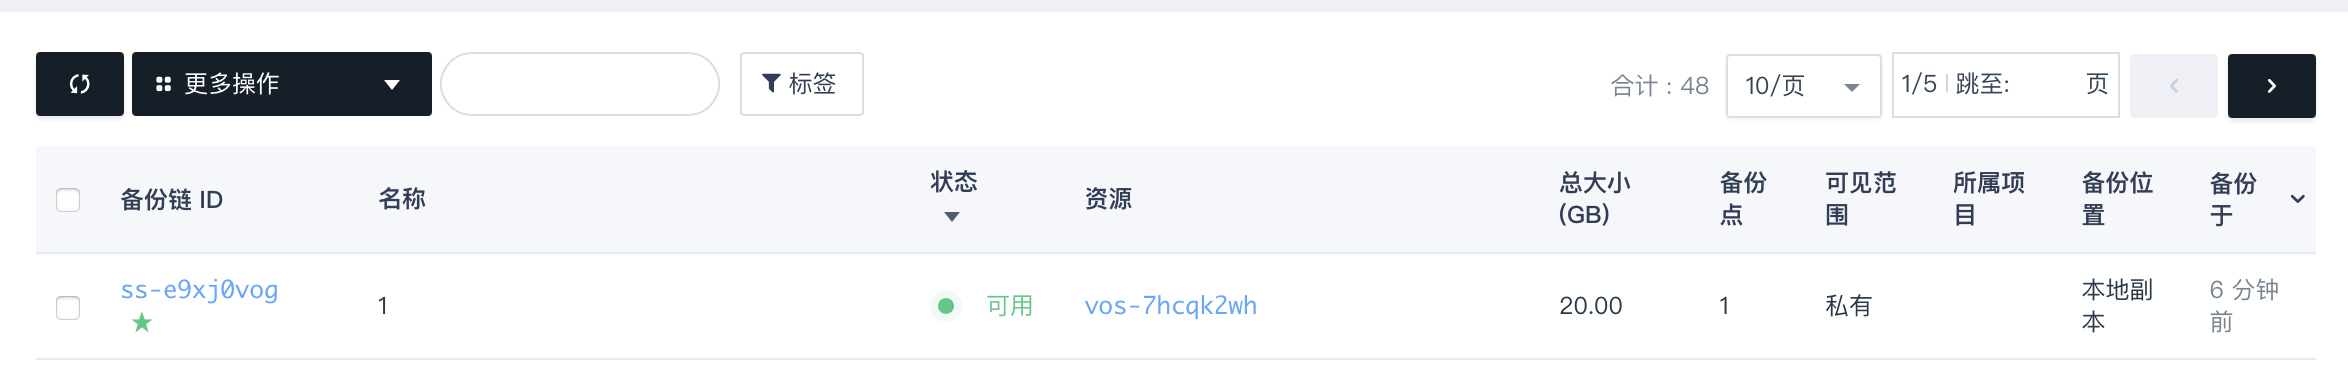 更多操作
标签
合计：48
10/页
1/5 跳至: 页
备份链 ID
名称
状态
资源
总大小
(GB)
备份
点
可见范
围
所属项
目
备份位
置
备份
于
ss-e9xj0vog
1
可用
vos-7hcqk2wh
20.00
1
私有
本地副
本
6 分钟
前